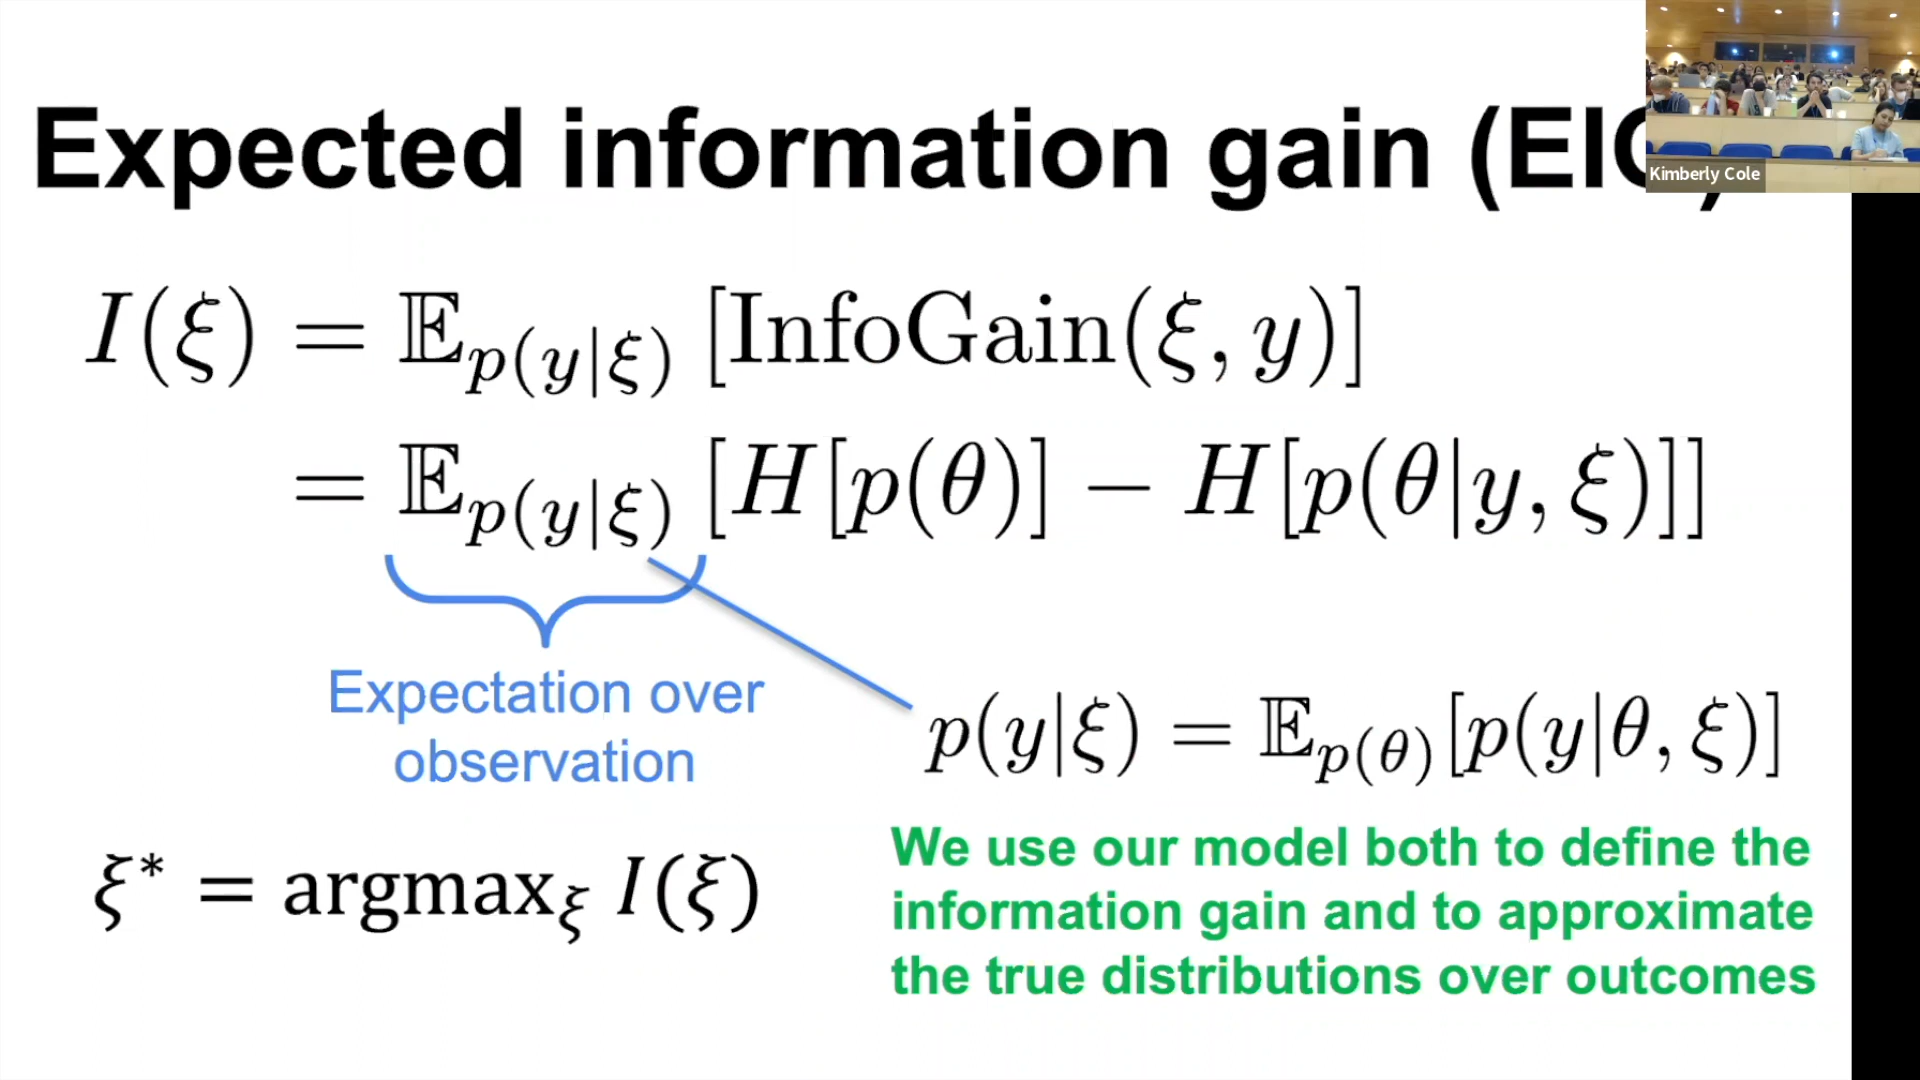 Expected information gain (EIG)
Kimberly Cole
I(ξ) = 𝔼_{p(y|ξ)} [InfoGain(ξ, y)]
= 𝔼_{p(y|ξ)} [H[p(θ)] − H[p(θ|y, ξ)]]
Expectation over
observation
p(y|ξ) = 𝔼_{p(θ)}[p(y|θ, ξ)]
ξ* = argmax_ξ I(ξ)
We use our model both to define the
information gain and to approximate
the true distributions over outcomes